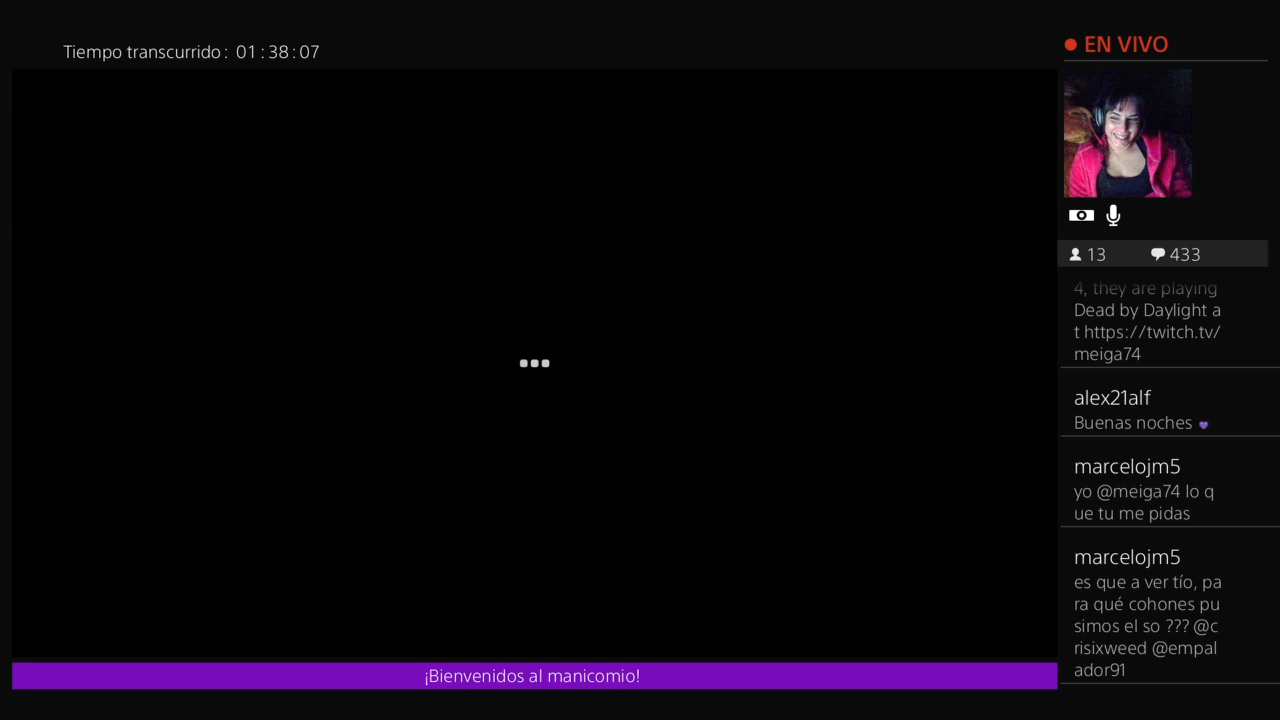 Tiempo transcurrido : 01 : 38 : 07
EN VIVO
13 433
4, they are playing
Dead by Daylight a
t https://twitch.tv/
meiga74
alex21alf
Buenas noches
marcelojm5
yo @meiga74 lo q
ue tu me pidas
marcelojm5
es que a ver tío, pa
ra qué cohones pu
simos el so ??? @c
risixweed @empal
ador91
¡Bienvenidos al manicomio!